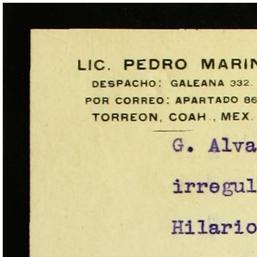 LIC. PEDRO MARIN
DESPACHO: GALEANA 332.
POR CORREO: APARTADO 86
TORREON, COAH., MEX.
G. Alva
irregul
Hilario